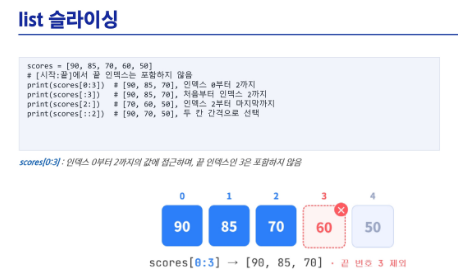 list 슬라이싱
scores = [90, 85, 70, 60, 50]
# [시작:끝]에서 끝 인덱스는 포함하지 않음
print(scores[0:3])  # [90, 85, 70], 인덱스 0부터 2까지
print(scores[:3])   # [90, 85, 70], 처음부터 인덱스 2까지
print(scores[2:])   # [70, 60, 50], 인덱스 2부터 마지막까지
print(scores[::2])  # [90, 70, 50], 두 칸 간격으로 선택
scores[0:3] : 인덱스 0부터 2까지의 값에 접근하며, 끝 인덱스인 3은 포함하지 않음
0 1 2 3 4
90 85 70 60 50
scores[0:3] → [90, 85, 70] · 끝 번호 3 제외